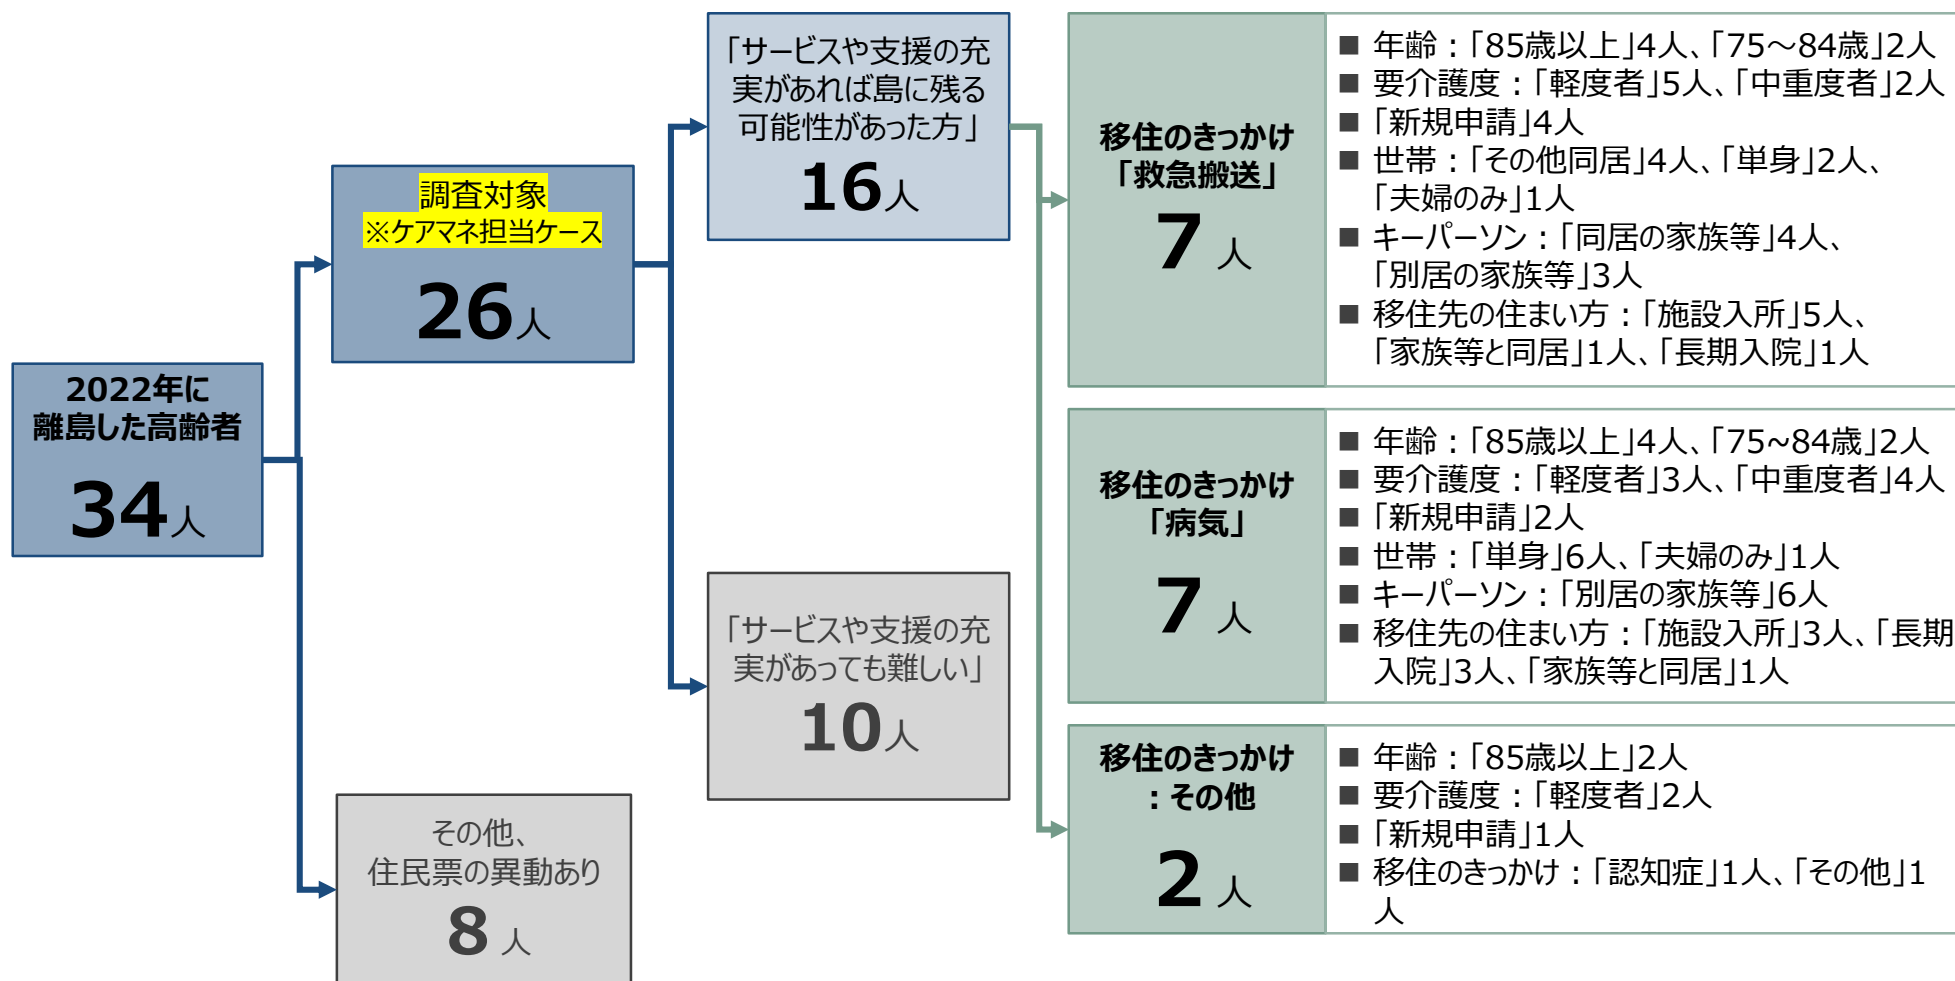 2022年に
離島した高齢者
34人
調査対象
※ケアマネ担当ケース
26人
その他、
住民票の異動あり
8 人
「サービスや支援の充
実があれば島に残る
可能性があった方」
16人
「サービスや支援の充
実があっても難しい」
10人
移住のきっかけ
「救急搬送」
7 人
■ 年齢：「85歳以上」4人、「75～84歳」2人
■ 要介護度：「軽度者」5人、「中重度者」2人
■ 「新規申請」4人
■ 世帯：「その他同居」4人、「単身」2人、
「夫婦のみ」1人
■ キーパーソン：「同居の家族等」4人、
「別居の家族等」3人
■ 移住先の住まい方：「施設入所」5人、
「家族等と同居」1人、「長期入院」1人
移住のきっかけ
「病気」
7 人
■ 年齢：「85歳以上」4人、「75~84歳」2人
■ 要介護度：「軽度者」3人、「中重度者」4人
■ 「新規申請」2人
■ 世帯：「単身」6人、「夫婦のみ」1人
■ キーパーソン：「別居の家族等」6人
■ 移住先の住まい方：「施設入所」3人、「長期
入院」3人、「家族等と同居」1人
移住のきっかけ
：その他
2 人
■ 年齢：「85歳以上」2人
■ 要介護度：「軽度者」2人
■ 「新規申請」1人
■ 移住のきっかけ：「認知症」1人、「その他」1
人